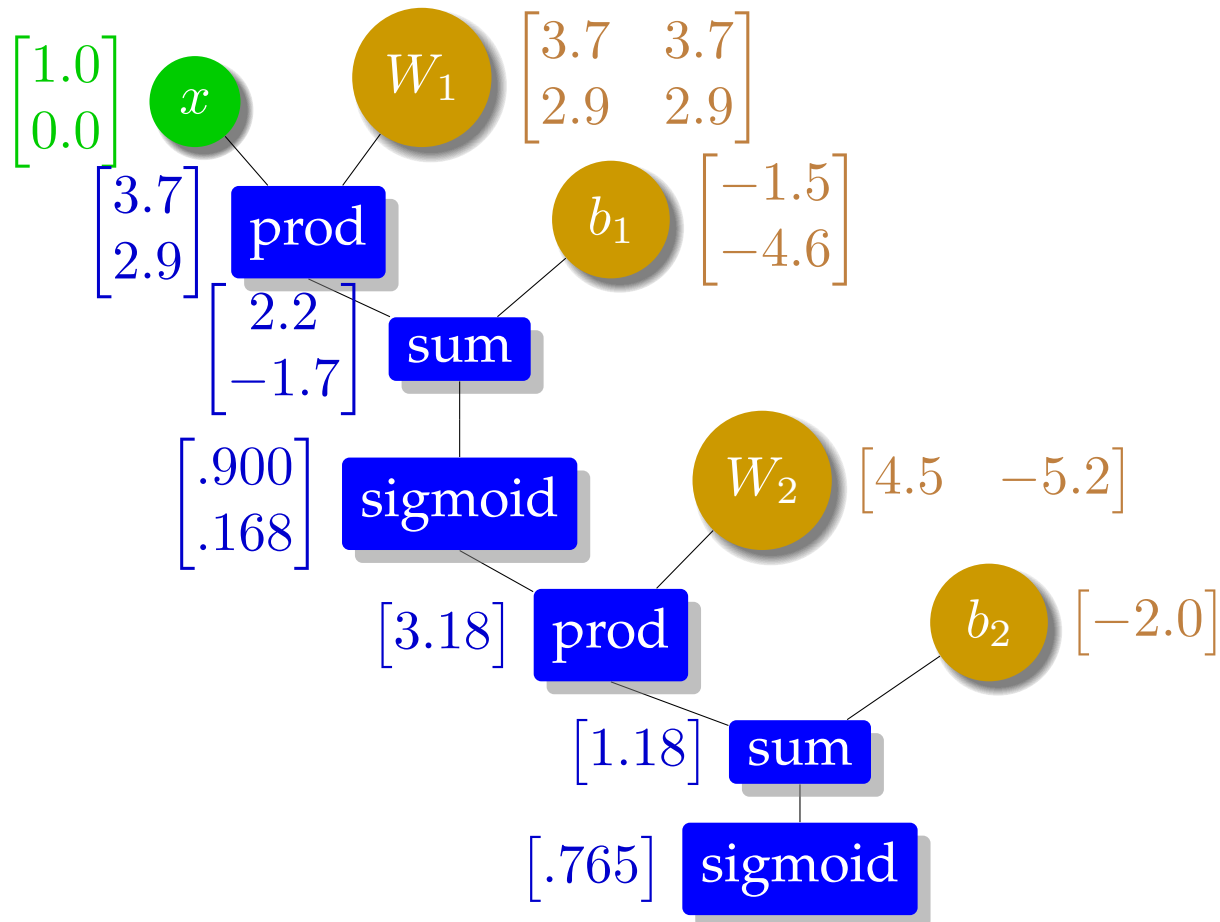 [1.0
0.0]
x
W₁
[3.7 3.7
2.9 2.9]
[3.7
2.9]
prod
b₁
[−1.5
−4.6]
[2.2
−1.7]
sum
[.900
.168]
sigmoid
W₂
[4.5 −5.2]
[3.18]
prod
b₂
[−2.0]
[1.18]
sum
[.765]
sigmoid